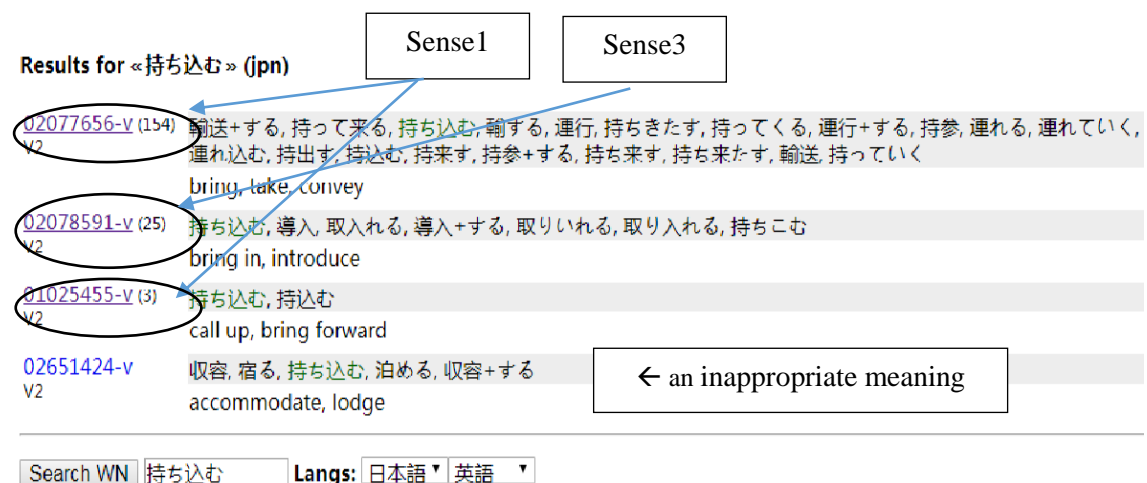 Sense1
Sense3
Results for «持ち込む» (jpn)
02077656-v (154) 輸送+する, 持って来る, 持ち込む, 輸する, 運行, 持ちきたす, 持ってくる, 運行+する, 持参, 連れる, 連れていく,
V2 連れ込む, 持出す, 持込む, 持来す, 持参+する, 持ち来す, 持ち来たす, 輸送, 持っていく
bring, take, convey
02078591-v (25) 持ち込む, 導入, 取入れる, 導入+する, 取りいれる, 取り入れる, 持ちこむ
V2
bring in, introduce
01025455-v (3) 持ち込む, 持込む
V2
call up, bring forward
02651424-v 収容, 宿る, 持ち込む, 泊める, 収容+する
← an inappropriate meaning
V2
accommodate, lodge
Search WN 持ち込む Langs: 日本語 英語